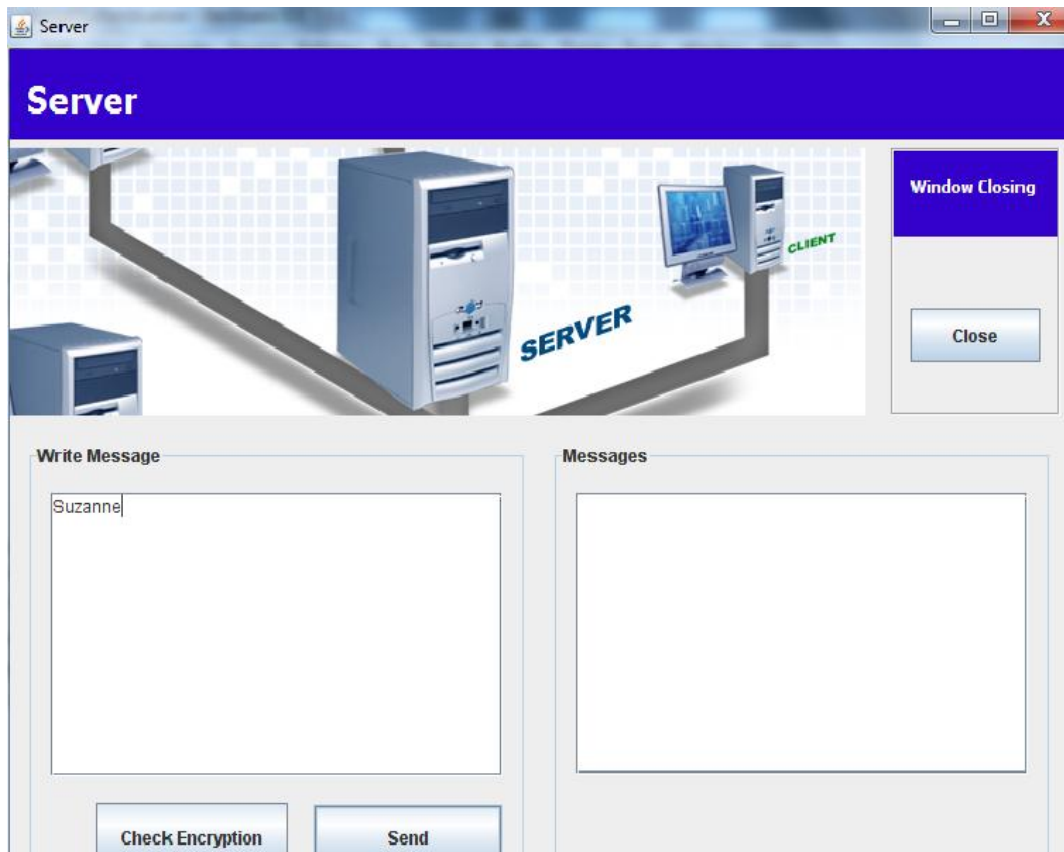 Server
Server
Window Closing
CLIENT
SERVER
Close
Write Message
Messages
Suzanne
Check Encryption
Send